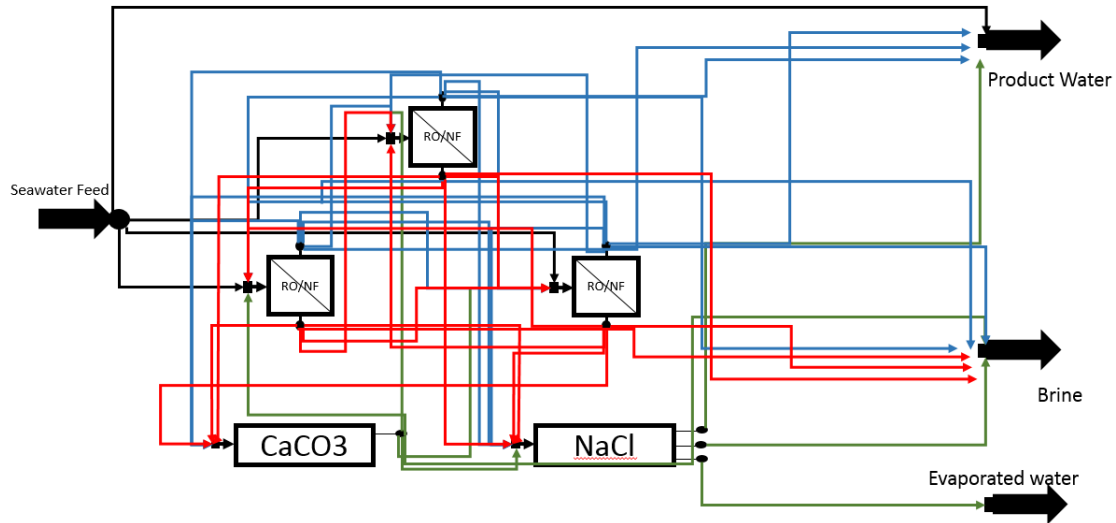 Product Water
RO/NF
Seawater Feed
RO/NF
RO/NF
Brine
CaCO3
NaCl
Evaporated water